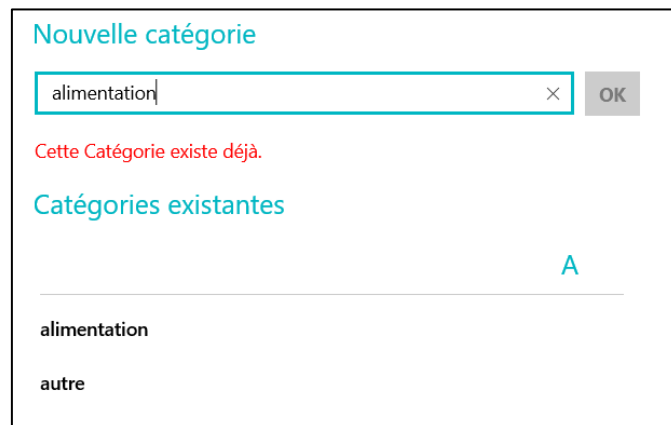 Nouvelle catégorie
alimentation
OK
Cette Catégorie existe déjà.
Catégories existantes
A
alimentation
autre